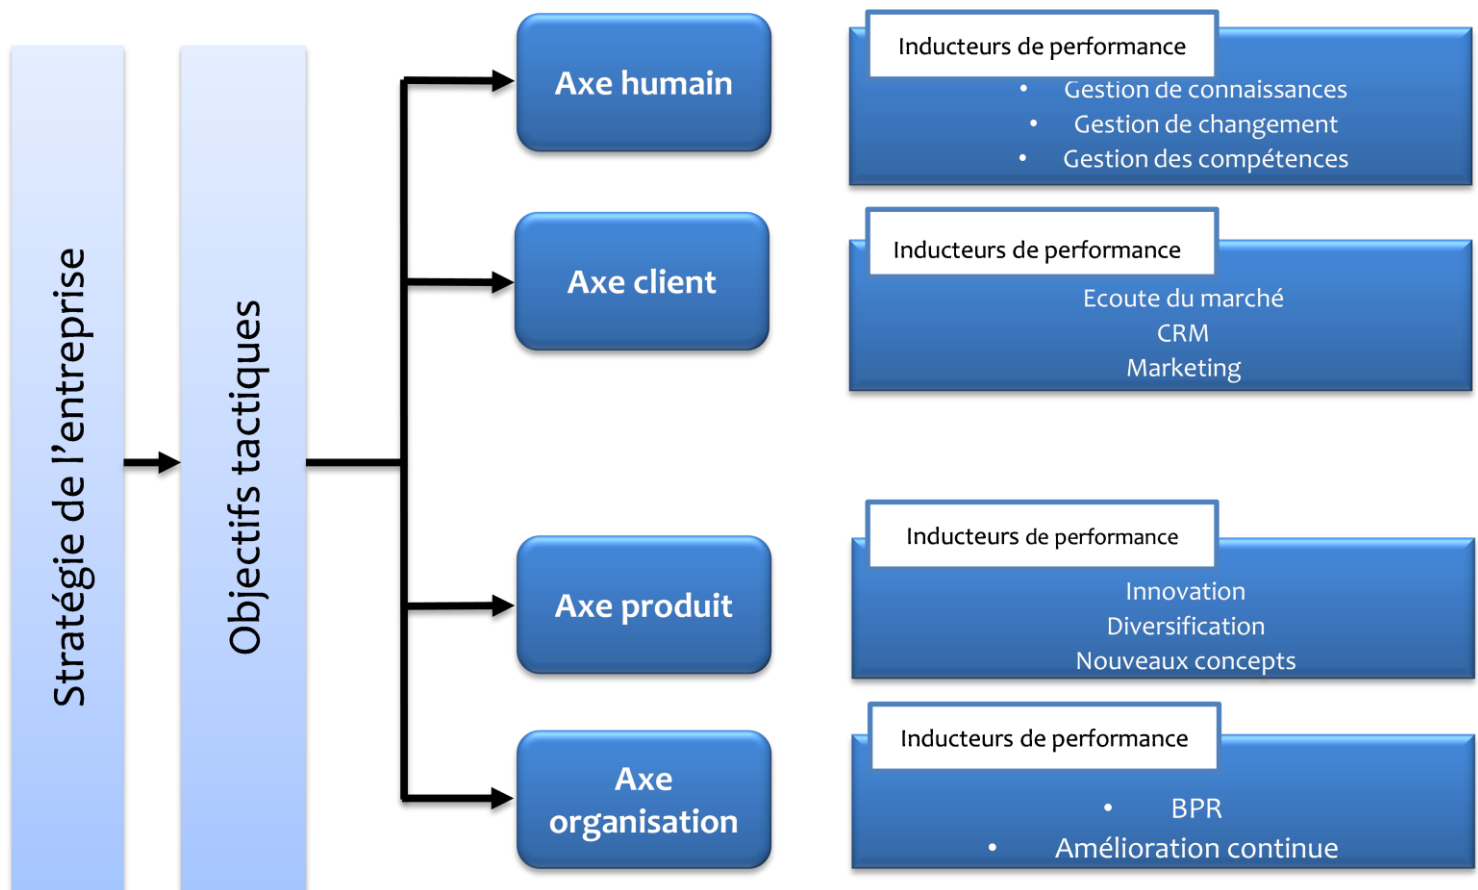 Stratégie de l'entreprise
Objectifs tactiques
Axe humain
Inducteurs de performance
• Gestion de connaissances
• Gestion de changement
• Gestion des compétences
Axe client
Inducteurs de performance
Ecoute du marché
CRM
Marketing
Axe produit
Inducteurs de performance
Innovation
Diversification
Nouveaux concepts
Axe
organisation
Inducteurs de performance
• BPR
• Amélioration continue